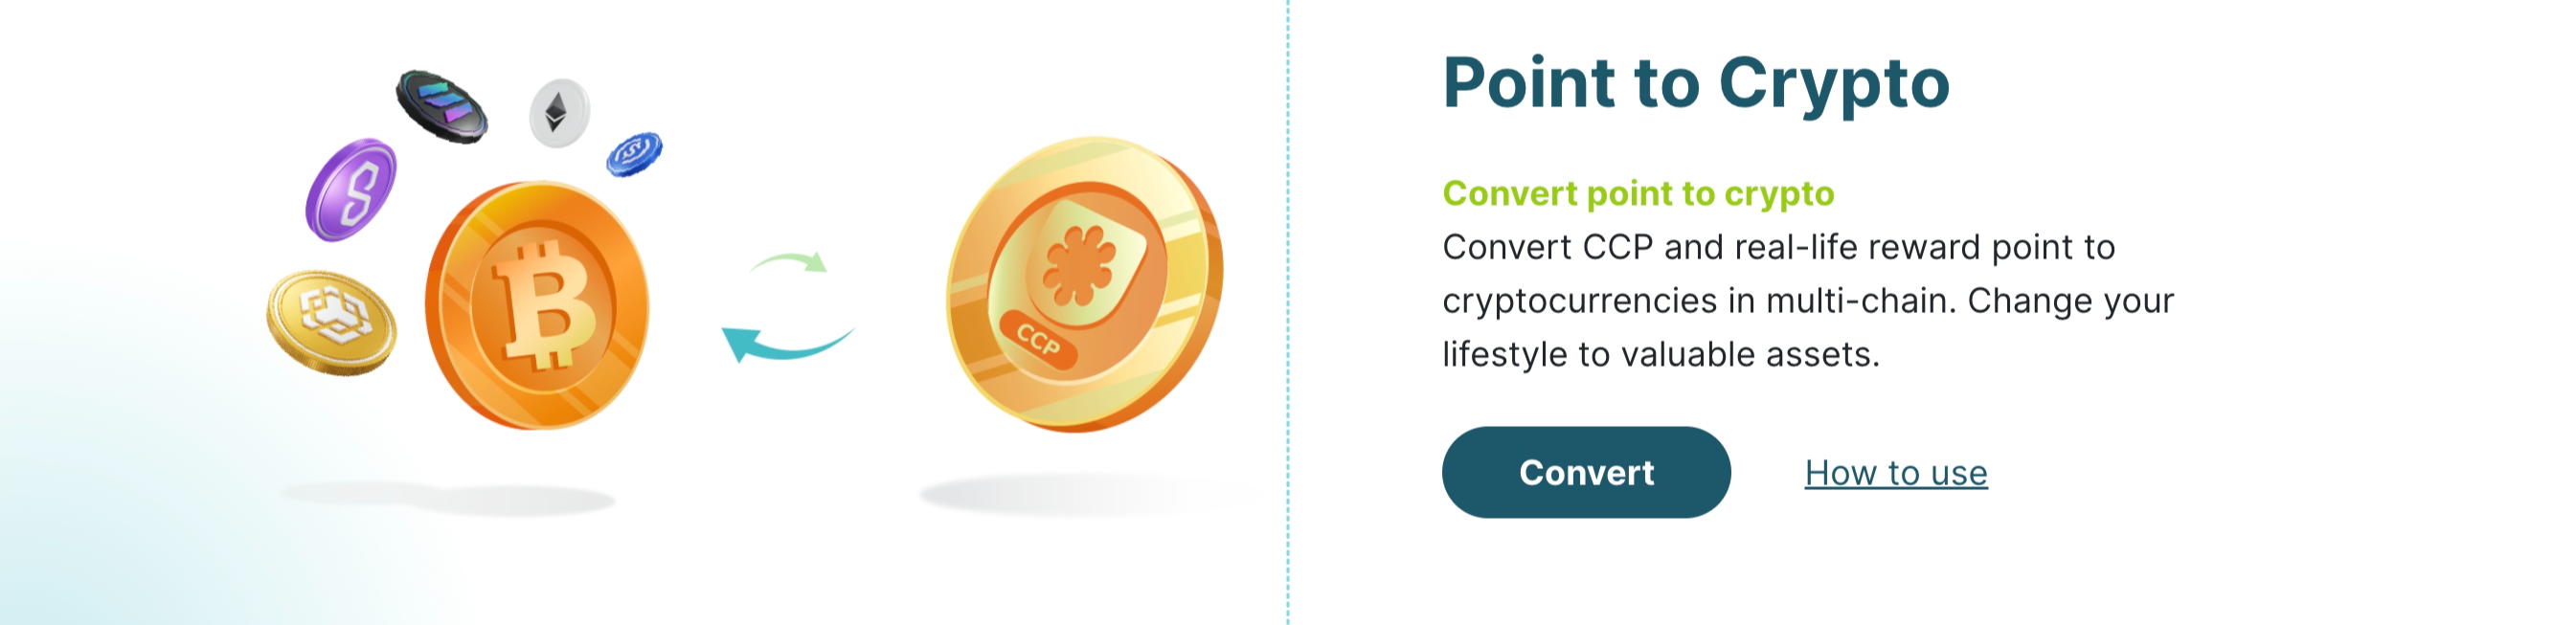 CCP
Point to Crypto
Convert point to crypto
Convert CCP and real-life reward point to
cryptocurrencies in multi-chain. Change your
lifestyle to valuable assets.
Convert
How to use